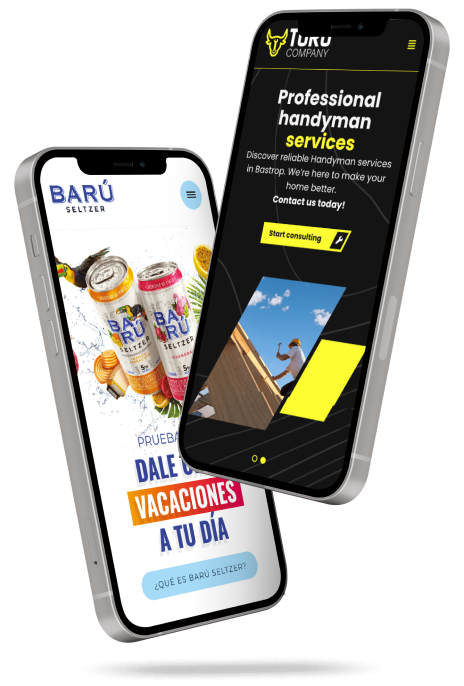 TORO
COMPANY
Professional
handyman
services
Discover reliable Handyman services
in Bastrop. We're here to make your
home better.
Contact us today!
Start consulting
BARÚ
SELTZER
BARÚ
SELTZER
BARÚ
SELTZER
PRUEBA
DALE
VACACIONES
A TU DÍA
¿QUÉ ES BARÚ SELTZER?